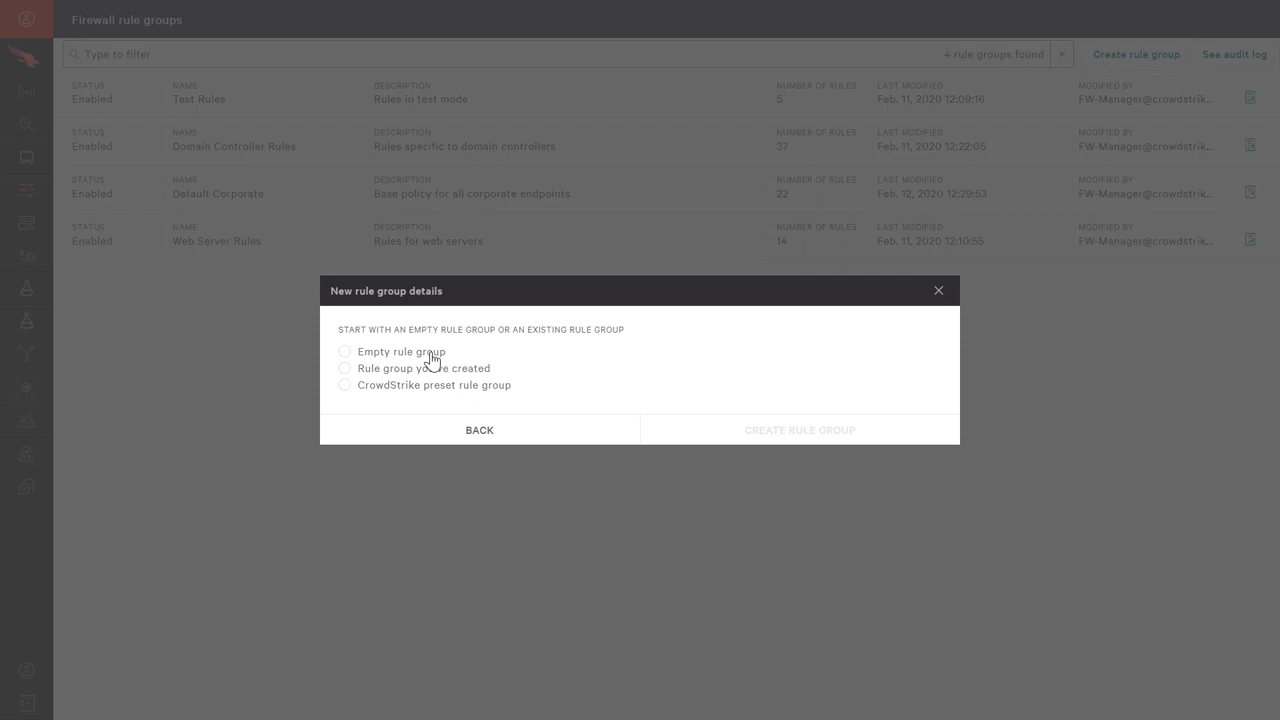 Firewall rule groups
Type to filter 4 rule groups found Create rule group See audit log
STATUS NAME DESCRIPTION NUMBER OF RULES LAST MODIFIED MODIFIED BY
Enabled Test Rules Rules in test mode 5 Feb. 11, 2020 12:09:16 FW-Manager@crowdstrik...
STATUS NAME DESCRIPTION NUMBER OF RULES LAST MODIFIED MODIFIED BY
Enabled Domain Controller Rules Rules specific to domain controllers 37 Feb. 11, 2020 12:22:05 FW-Manager@crowdstrik...
STATUS NAME DESCRIPTION NUMBER OF RULES LAST MODIFIED MODIFIED BY
Enabled Default Corporate Base policy for all corporate endpoints 22 Feb. 12, 2020 12:29:53 FW-Manager@crowdstrik...
STATUS NAME DESCRIPTION NUMBER OF RULES LAST MODIFIED MODIFIED BY
Enabled Web Server Rules Rules for web servers 14 Feb. 11, 2020 12:10:55 FW-Manager@crowdstrik...
New rule group details
START WITH AN EMPTY RULE GROUP OR AN EXISTING RULE GROUP
Empty rule group
Rule group you've created
CrowdStrike preset rule group
BACK CREATE RULE GROUP